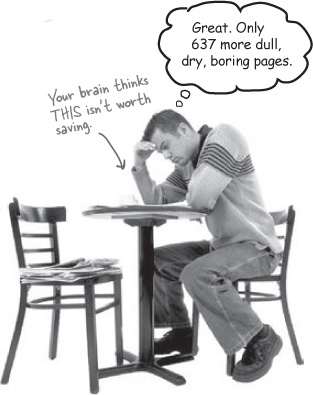 Great. Only
637 more dull,
dry, boring pages.
Your brain thinks
THIS isn't worth
saving.